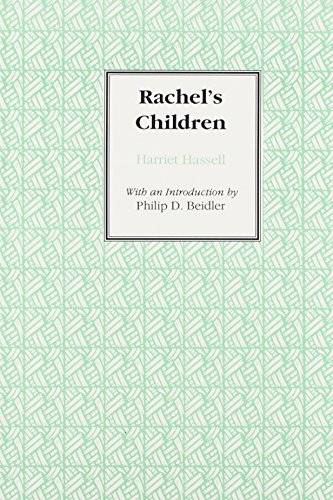 Rachel's
Children
Harriet Hassell
With an Introduction by
Philip D. Beidler